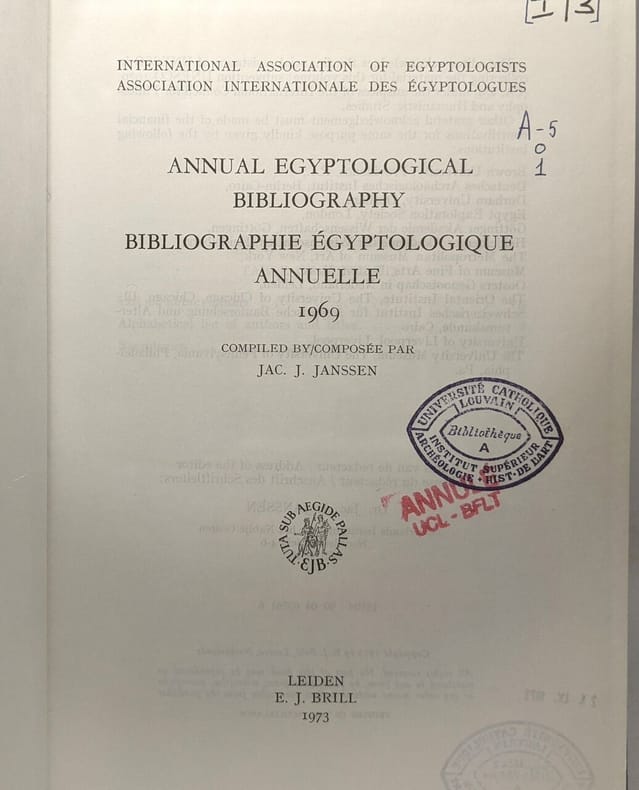 [I | 3]
INTERNATIONAL ASSOCIATION OF EGYPTOLOGISTS
ASSOCIATION INTERNATIONALE DES ÉGYPTOLOGUES
A-5
0
1
ANNUAL EGYPTOLOGICAL
BIBLIOGRAPHY
BIBLIOGRAPHIE ÉGYPTOLOGIQUE
ANNUELLE
1969
COMPILED BY/COMPOSÉE PAR
JAC. J. JANSSEN
UNIVERSITÉ CATHOLIQUE
LOUVAIN
Bibliothèque
A
INSTITUT SUPÉRIEUR
ARCHÉOLOGIE • HIST • DE L'ART
ANNULÉ
UCL - BFLT
TUTA SUB AEGIDE PALLAS
EJB
LEIDEN
E. J. BRILL
1973